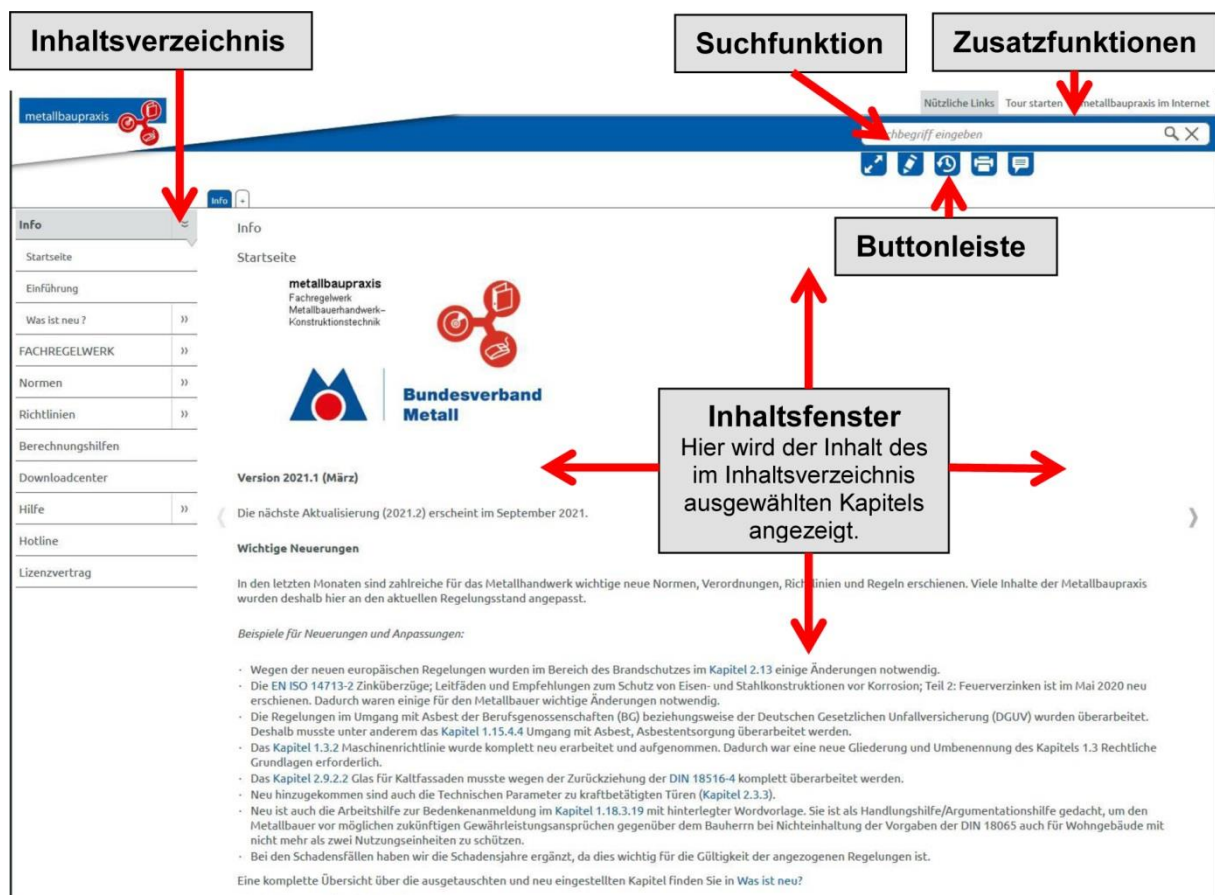 Inhaltsverzeichnis
Suchfunktion
Zusatzfunktionen
metallbaupraxis
Nützliche Links Tour starten metallbaupraxis im Internet
eingeben
Info +
Buttonleiste
Info
Startseite
Einführung
Was ist neu ?
FACHREGELWERK
Normen
Richtlinien
Berechnungshilfen
Downloadcenter
Hilfe
Hotline
Lizenzvertrag
Info
Startseite
metallbaupraxis
Fachregelwerk
Metallbauerhandwerk-
Konstruktionstechnik
Bundesverband
Metall
Inhaltsfenster
Hier wird der Inhalt des
im Inhaltsverzeichnis
ausgewählten Kapitels
angezeigt.
Version 2021.1 (März)
Die nächste Aktualisierung (2021.2) erscheint im September 2021.
Wichtige Neuerungen
In den letzten Monaten sind zahlreiche für das Metallhandwerk wichtige neue Normen, Verordnungen, Richtlinien und Regeln erschienen. Viele Inhalte der Metallbaupraxis
wurden deshalb hier an den aktuellen Regelungsstand angepasst.
Beispiele für Neuerungen und Anpassungen:
· Wegen der neuen europäischen Regelungen wurden im Bereich des Brandschutzes im Kapitel 2.13 einige Änderungen notwendig.
· Die EN ISO 14713-2 Zinküberzüge; Leitfäden und Empfehlungen zum Schutz von Eisen- und Stahlkonstruktionen vor Korrosion; Teil 2: Feuerverzinken ist im Mai 2020 neu
erschienen. Dadurch waren einige für den Metallbauer wichtige Änderungen notwendig.
· Die Regelungen im Umgang mit Asbest der Berufsgenossenschaften (BG) beziehungsweise der Deutschen Gesetzlichen Unfallversicherung (DGUV) wurden überarbeitet.
Deshalb musste unter anderem das Kapitel 1.15.4.4 Umgang mit Asbest, Asbestentsorgung überarbeitet werden.
· Das Kapitel 1.3.2 Maschinenrichtlinie wurde komplett neu erarbeitet und aufgenommen. Dadurch war eine neue Gliederung und Umbenennung des Kapitels 1.3 Rechtliche
Grundlagen erforderlich.
· Das Kapitel 2.9.2.2 Glas für Kaltfassaden musste wegen der Zurückziehung der DIN 18516-4 komplett überarbeitet werden.
· Neu hinzugekommen sind auch die Technischen Parameter zu kraftbetätigten Türen (Kapitel 2.3.3).
· Neu ist auch die Arbeitshilfe zur Bedenkenanmeldung im Kapitel 1.18.3.19 mit hinterlegter Wordvorlage. Sie ist als Handlungshilfe/Argumentationshilfe gedacht, um den
Metallbauer vor möglichen zukünftigen Gewährleistungsansprüchen gegenüber dem Bauherrn bei Nichteinhaltung der Vorgaben der DIN 18065 auch für Wohngebäude mit
nicht mehr als zwei Nutzungseinheiten zu schützen.
· Bei den Schadensfällen haben wir die Schadensjahre ergänzt, da dies wichtig für die Gültigkeit der angezogenen Regelungen ist.
Eine komplette Übersicht über die ausgetauschten und neu eingestellten Kapitel finden Sie in Was ist neu?